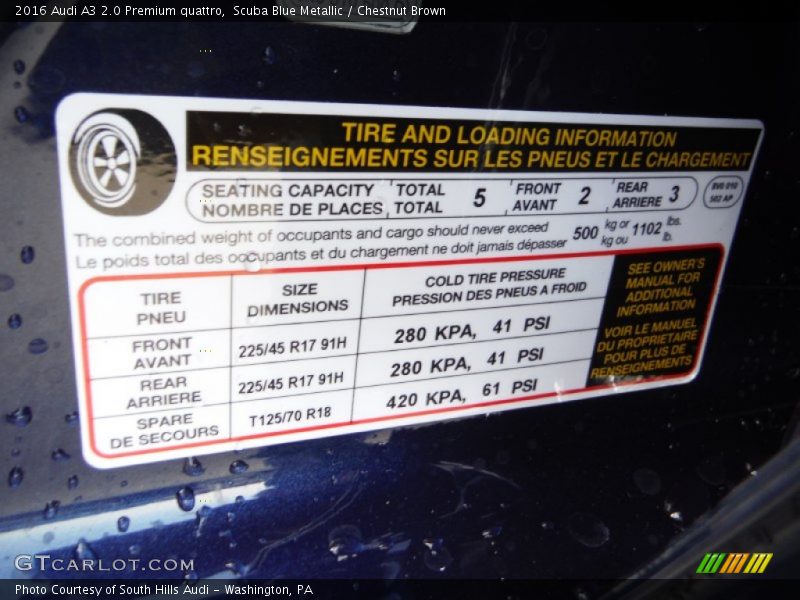 2016 Audi A3 2.0 Premium quattro, Scuba Blue Metallic / Chestnut Brown
TIRE AND LOADING INFORMATION
RENSEIGNEMENTS SUR LES PNEUS ET LE CHARGEMENT
SEATING CAPACITY TOTAL 5 FRONT 2 REAR 3
NOMBRE DE PLACES TOTAL AVANT ARRIERE
The combined weight of occupants and cargo should never exceed 500 kg or 1102 lbs.
Le poids total des occupants et du chargement ne doit jamais dépasser kg ou lb.
TIRE SIZE COLD TIRE PRESSURE
PNEU DIMENSIONS PRESSION DES PNEUS A FROID
FRONT 225/45 R17 91H 280 KPA, 41 PSI
AVANT
REAR 225/45 R17 91H 280 KPA, 41 PSI
ARRIERE
SPARE T125/70 R18 420 KPA, 61 PSI
DE SECOURS
SEE OWNER'S
MANUAL FOR
ADDITIONAL
INFORMATION
VOIR LE MANUEL
DU PROPRIETAIRE
POUR PLUS DE
RENSEIGNEMENTS
GTCARLOT.COM
Photo Courtesy of South Hills Audi - Washington, PA